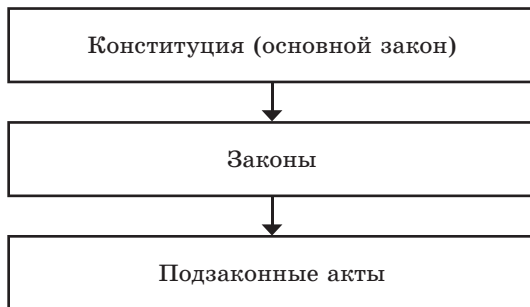 Конституция (основной закон)
Законы
Подзаконные акты